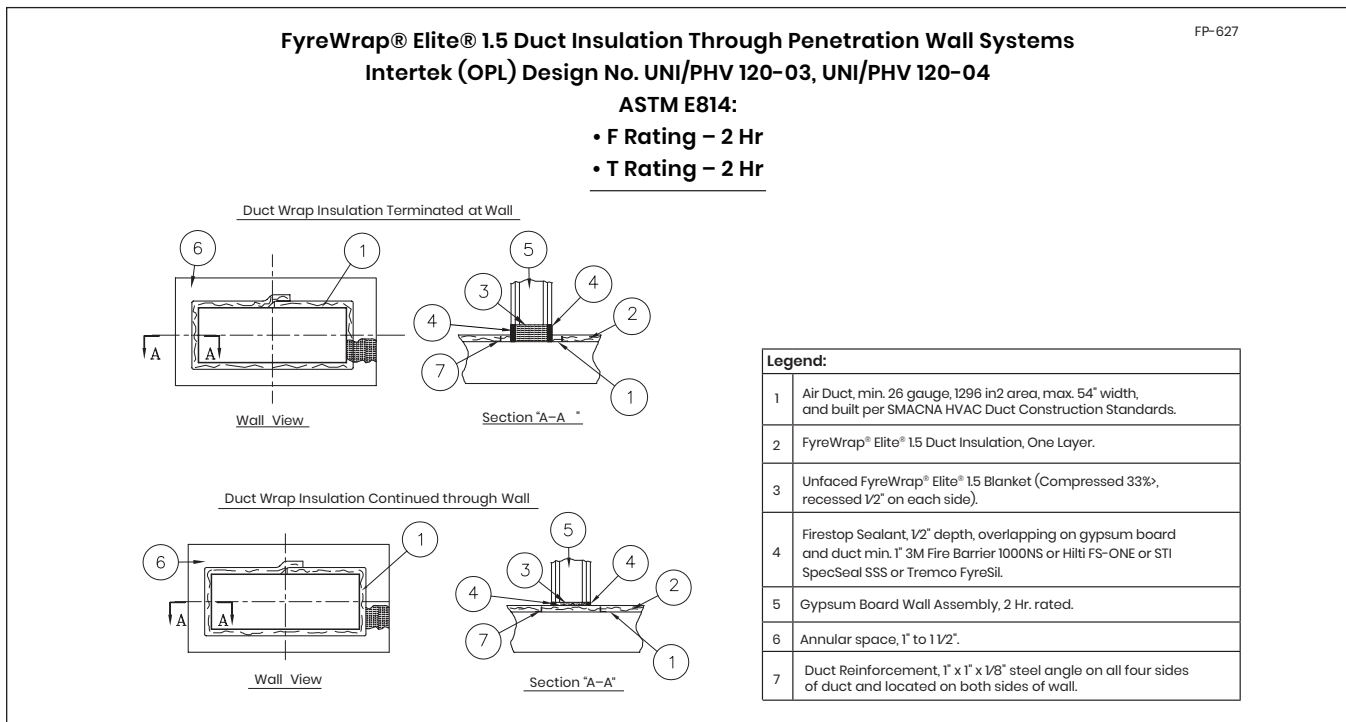 FP-627
FyreWrap® Elite® 1.5 Duct Insulation Through Penetration Wall Systems
Intertek (OPL) Design No. UNI/PHV 120-03, UNI/PHV 120-04
ASTM E814:
• F Rating – 2 Hr
• T Rating – 2 Hr
Duct Wrap Insulation Terminated at Wall
6
1
A
A
Wall View
5
3
4
4
2
7
1
Section "A-A "
Duct Wrap Insulation Continued through Wall
6
1
A
A
Wall View
5
3
4
4
2
7
1
Section "A-A"
Legend:
1 Air Duct, min. 26 gauge, 1296 in2 area, max. 54" width,
and built per SMACNA HVAC Duct Construction Standards.
2 FyreWrap® Elite® 1.5 Duct Insulation, One Layer.
3 Unfaced FyreWrap® Elite® 1.5 Blanket (Compressed 33%>,
recessed 1/2" on each side).
4 Firestop Sealant, 1/2" depth, overlapping on gypsum board
and duct min. 1" 3M Fire Barrier 1000NS or Hilti FS-ONE or STI
SpecSeal SSS or Tremco FyreSil.
5 Gypsum Board Wall Assembly, 2 Hr. rated.
6 Annular space, 1" to 1 1/2".
7 Duct Reinforcement, 1" x 1" x 1/8" steel angle on all four sides
of duct and located on both sides of wall.